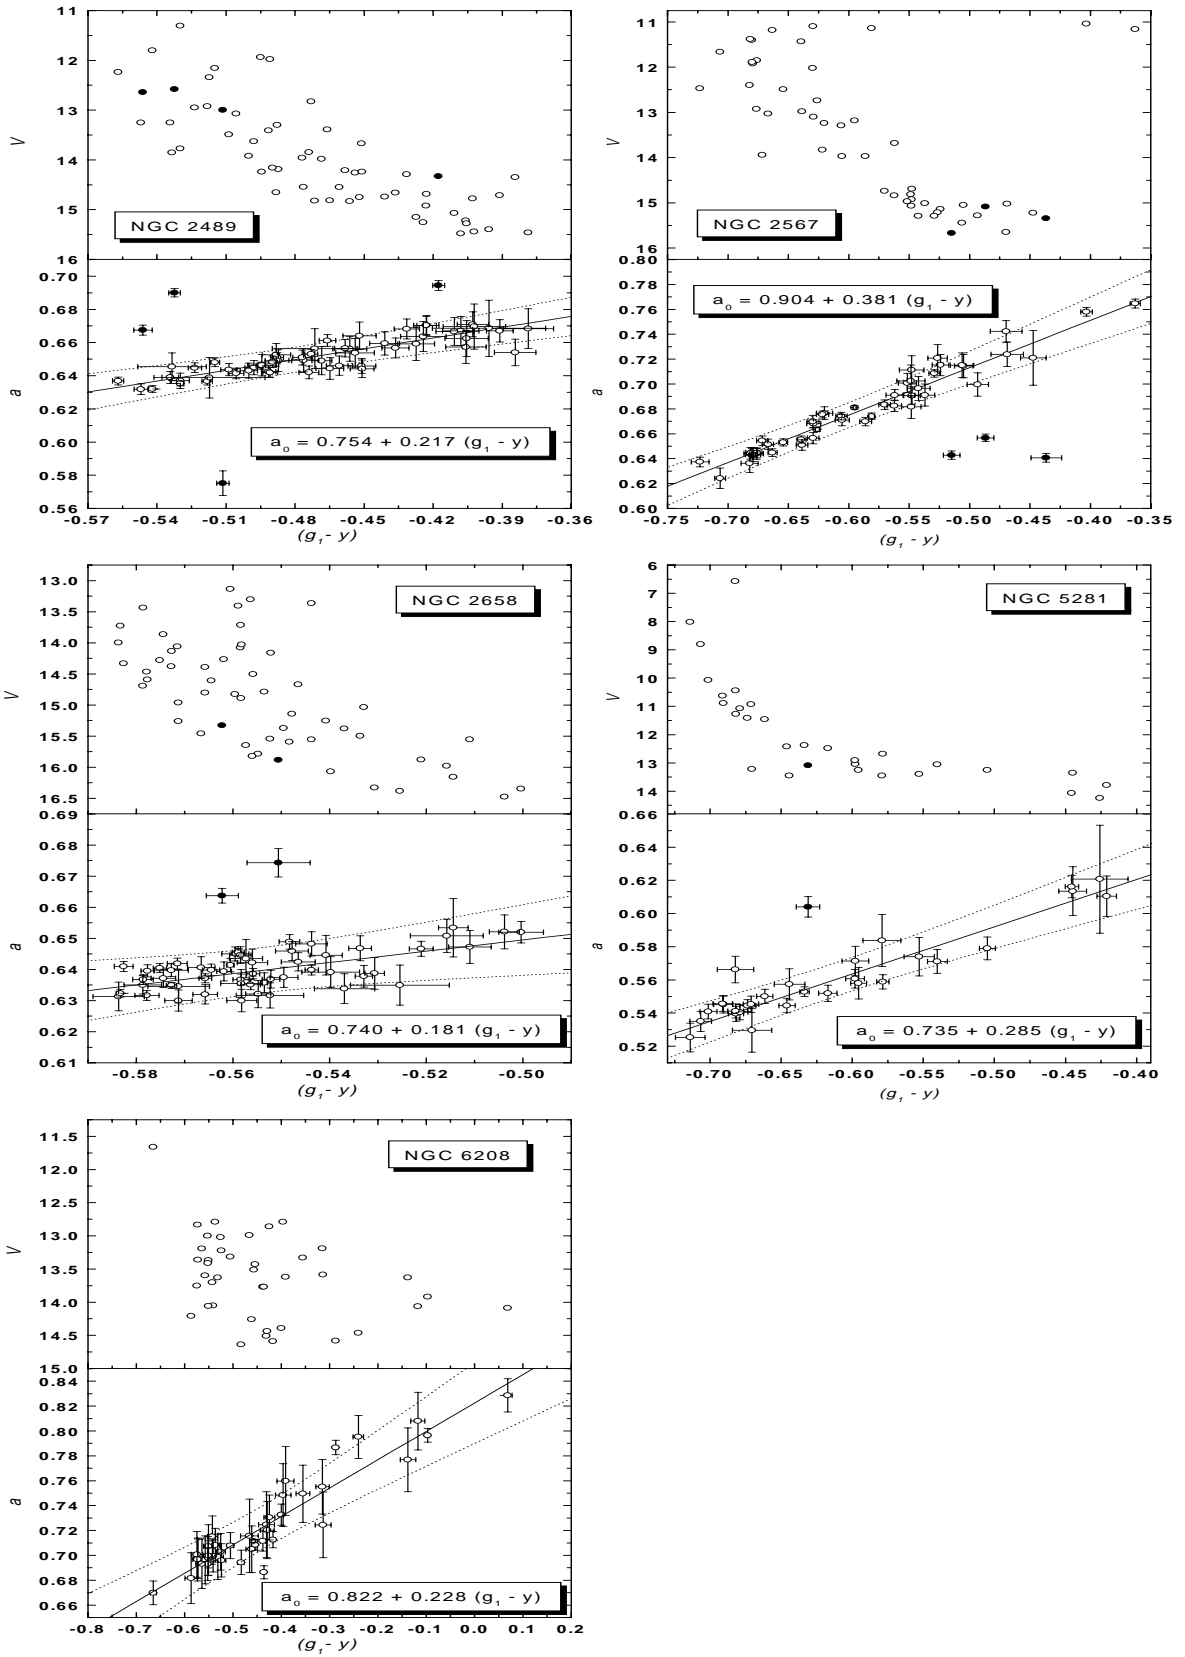 11
12
13
14
15
16
V
NGC 2489
0.70
0.68
0.66
0.64
0.62
0.60
0.58
0.56
a
a₀ = 0.754 + 0.217 (g₁ - y)
-0.57 -0.54 -0.51 -0.48 -0.45 -0.42 -0.39 -0.36
(g₁ - y)
11
12
13
14
15
16
V
NGC 2567
0.80
0.78
0.76
0.74
0.72
0.70
0.68
0.66
0.64
0.62
0.60
a
a₀ = 0.904 + 0.381 (g₁ - y)
-0.75 -0.70 -0.65 -0.60 -0.55 -0.50 -0.45 -0.40 -0.35
(g₁ - y)
13.0
13.5
14.0
14.5
15.0
15.5
16.0
16.5
V
NGC 2658
0.69
0.68
0.67
0.66
0.65
0.64
0.63
0.62
0.61
a
a₀ = 0.740 + 0.181 (g₁ - y)
-0.58 -0.56 -0.54 -0.52 -0.50
(g₁ - y)
6
7
8
9
10
11
12
13
14
V
NGC 5281
0.66
0.64
0.62
0.60
0.58
0.56
0.54
0.52
a
a₀ = 0.735 + 0.285 (g₁ - y)
-0.70 -0.65 -0.60 -0.55 -0.50 -0.45 -0.40
(g₁ - y)
11.5
12.0
12.5
13.0
13.5
14.0
14.5
15.0
V
NGC 6208
0.84
0.82
0.80
0.78
0.76
0.74
0.72
0.70
0.68
0.66
a
a₀ = 0.822 + 0.228 (g₁ - y)
-0.8 -0.7 -0.6 -0.5 -0.4 -0.3 -0.2 -0.1 0.0 0.1 0.2
(g₁- y)